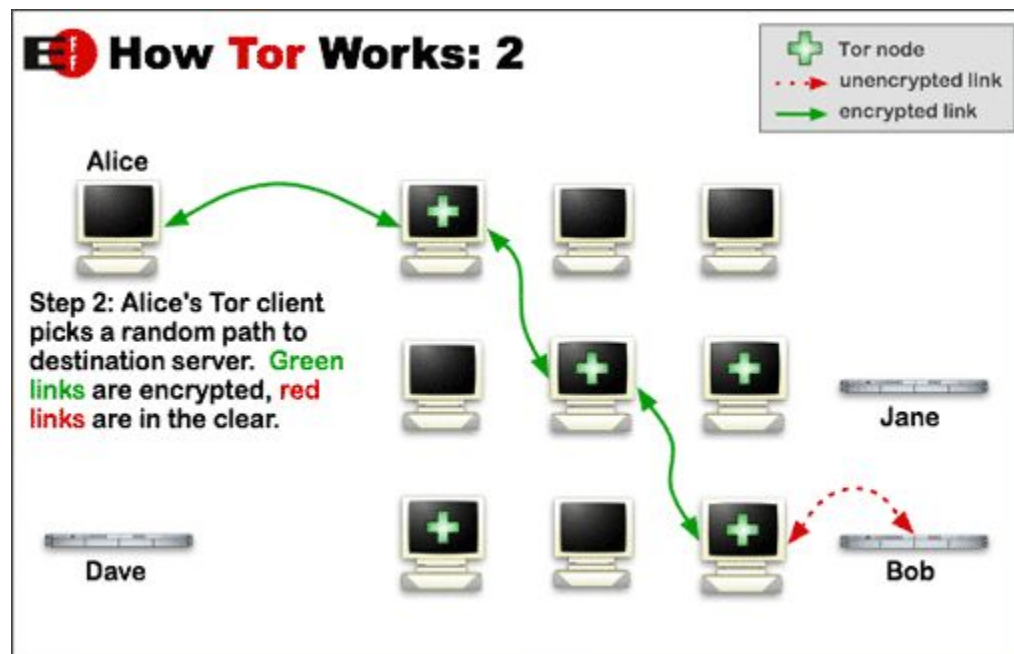 EFF How Tor Works: 2
Tor node
unencrypted link
encrypted link
Alice
Step 2: Alice's Tor client
picks a random path to
destination server. Green
links are encrypted, red
links are in the clear.
Jane
Dave
Bob